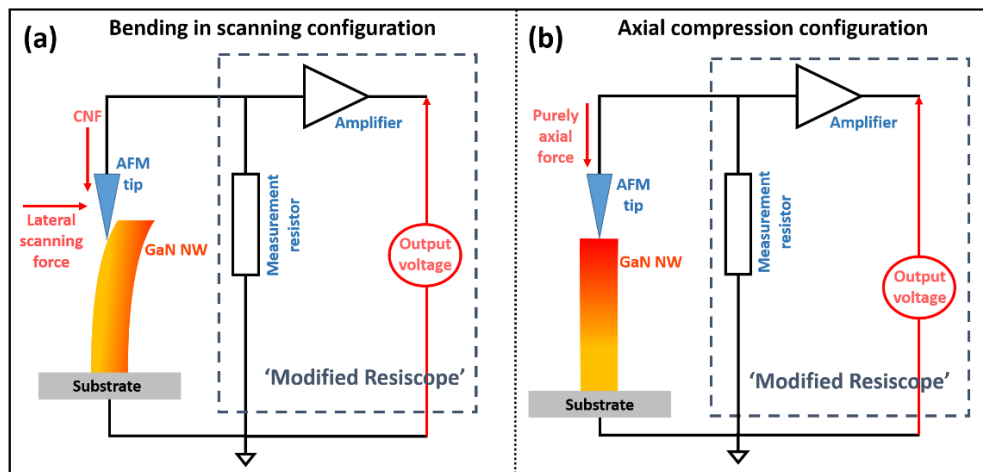 (a)
Bending in scanning configuration
CNF
AFM
tip
Lateral
scanning
force
GaN NW
Substrate
Amplifier
Measurement
resistor
Output
voltage
‘Modified Resiscope’
(b)
Axial compression configuration
Purely
axial
force
AFM
tip
GaN NW
Substrate
Amplifier
Measurement
resistor
Output
voltage
‘Modified Resiscope’